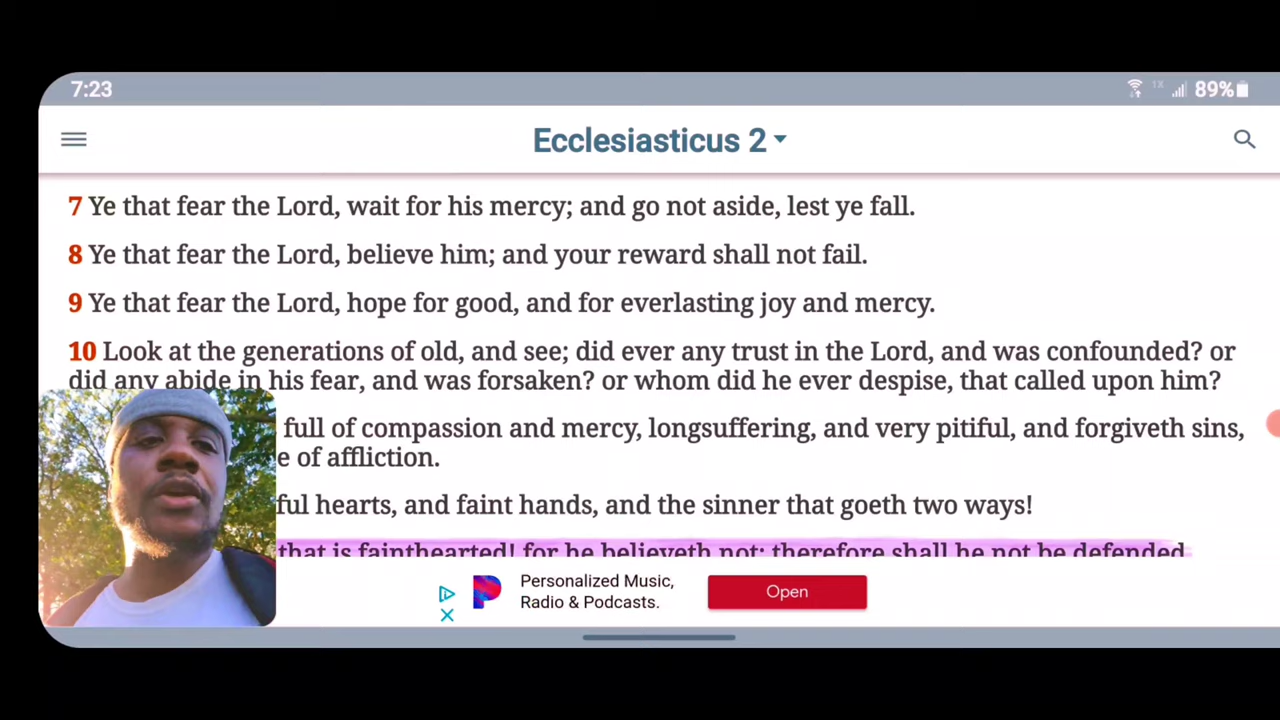 7:23
1X
89%
Ecclesiasticus 2
7 Ye that fear the Lord, wait for his mercy; and go not aside, lest ye fall.
8 Ye that fear the Lord, believe him; and your reward shall not fail.
9 Ye that fear the Lord, hope for good, and for everlasting joy and mercy.
10 Look at the generations of old, and see; did ever any trust in the Lord, and was confounded? or
did any abide in his fear, and was forsaken? or whom did he ever despise, that called upon him?
full of compassion and mercy, longsuffering, and very pitiful, and forgiveth sins,
e of affliction.
ful hearts, and faint hands, and the sinner that goeth two ways!
that is fainthearted! for he believeth not; therefore shall he not be defended
Personalized Music,
Radio & Podcasts.
Open